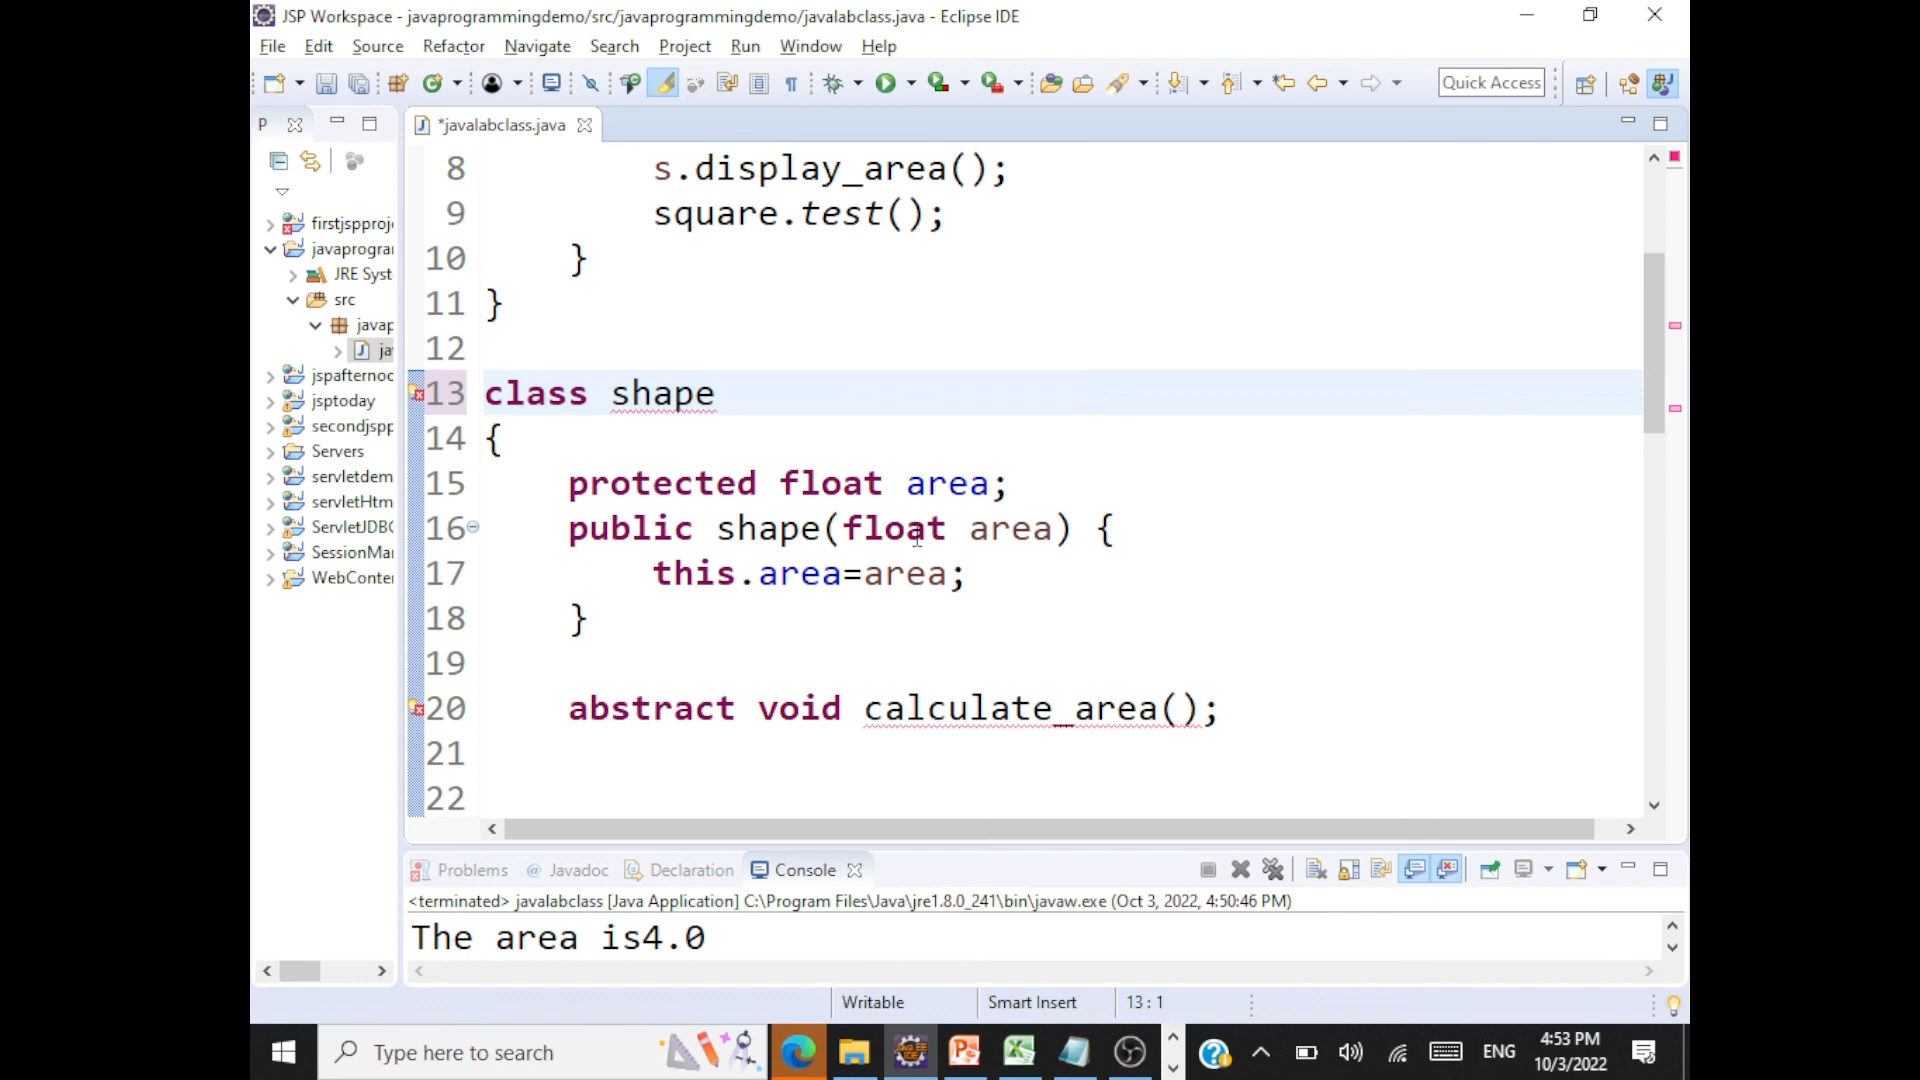 JSP Workspace - javaprogrammingdemo/src/javaprogrammingdemo/javalabclass.java - Eclipse IDE
File Edit Source Refactor Navigate Search Project Run Window Help
Quick Access
P
*javalabclass.java
firstjspproj
javaprogra
JRE Syst
src
javap
ja
jspafternoc
jsptoday
secondjspp
Servers
servletdem
servletHtm
ServletJDBC
SessionMa
WebConte
8 s.display_area();
9 square.test();
10 }
11 }
12
13 class shape
14 {
15 protected float area;
16 public shape(float area) {
17 this.area=area;
18 }
19
20 abstract void calculate_area();
21
22
Problems @ Javadoc Declaration Console
<terminated> javalabclass [Java Application] C:\Program Files\Java\jre1.8.0_241\bin\javaw.exe (Oct 3, 2022, 4:50:46 PM)
The area is4.0
Writable Smart Insert 13 : 1
Type here to search
ENG
4:53 PM
10/3/2022